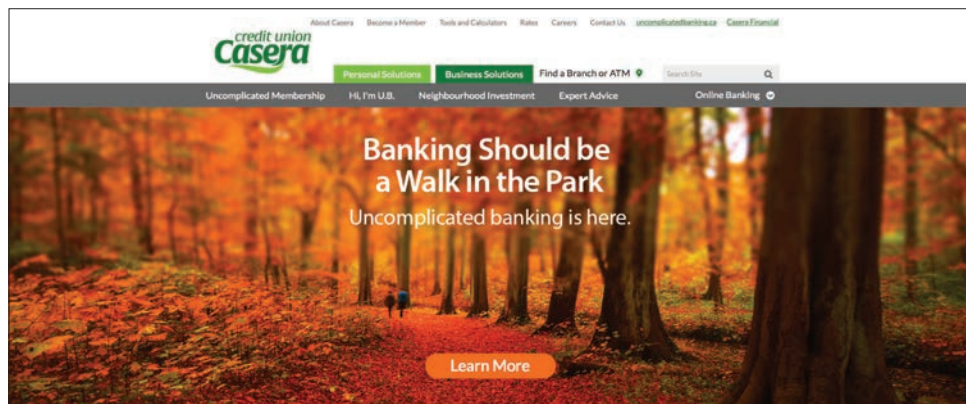 About Casera Become a Member Tools and Calculators Rates Careers Contact Us uncomplicatedbanking.ca Casera Financial
credit union
Casera
Personal Solutions Business Solutions Find a Branch or ATM Search Site
Uncomplicated Membership Hi, I'm U.B. Neighbourhood Investment Expert Advice Online Banking
Banking Should be
a Walk in the Park
Uncomplicated banking is here.
Learn More